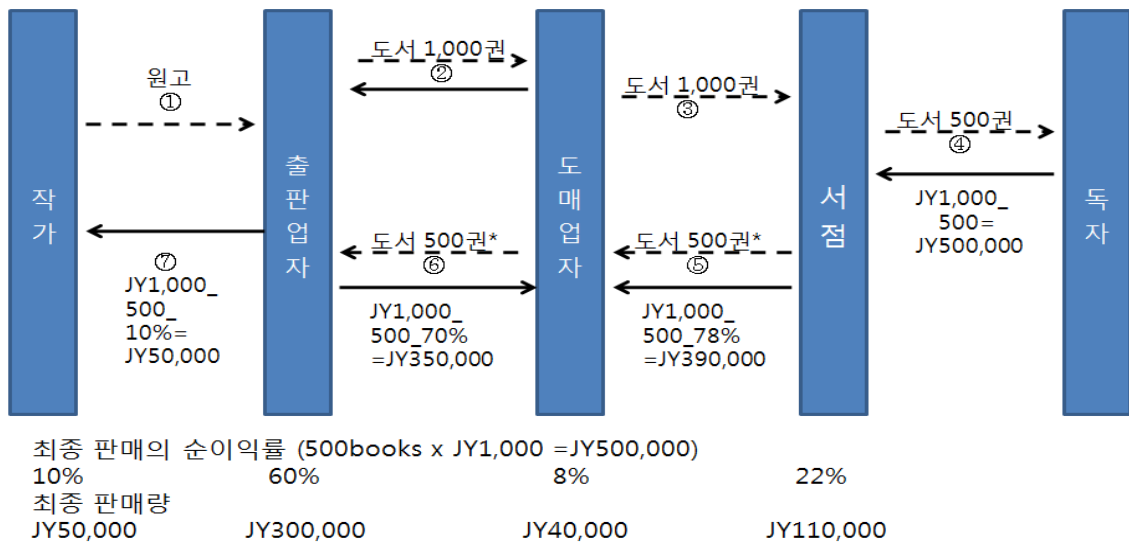 작가
원고
①
⑦
JY1,000_
500_
10%=
JY50,000
출판업자
도서 1,000권
②
도서 500권*
⑥
JY1,000_
500_70%
=JY350,000
도매업자
도서 1,000권
③
도서 500권*
⑤
JY1,000_
500_78%
=JY390,000
서점
도서 500권
④
JY1,000_
500=
JY500,000
독자
최종 판매의 순이익률 (500books x JY1,000 =JY500,000)
10% 60% 8% 22%
최종 판매량
JY50,000 JY300,000 JY40,000 JY110,000